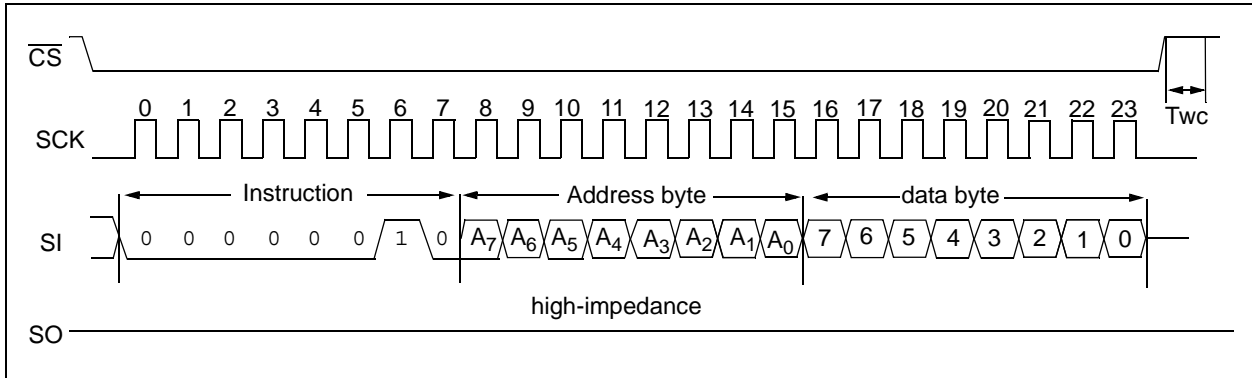 CS
0 1 2 3 4 5 6 7 8 9 10 11 12 13 14 15 16 17 18 19 20 21 22 23
Twc
SCK
Instruction Address byte data byte
SI 0 0 0 0 0 0 1 0 A7 A6 A5 A4 A3 A2 A1 A0 7 6 5 4 3 2 1 0
high-impedance
SO